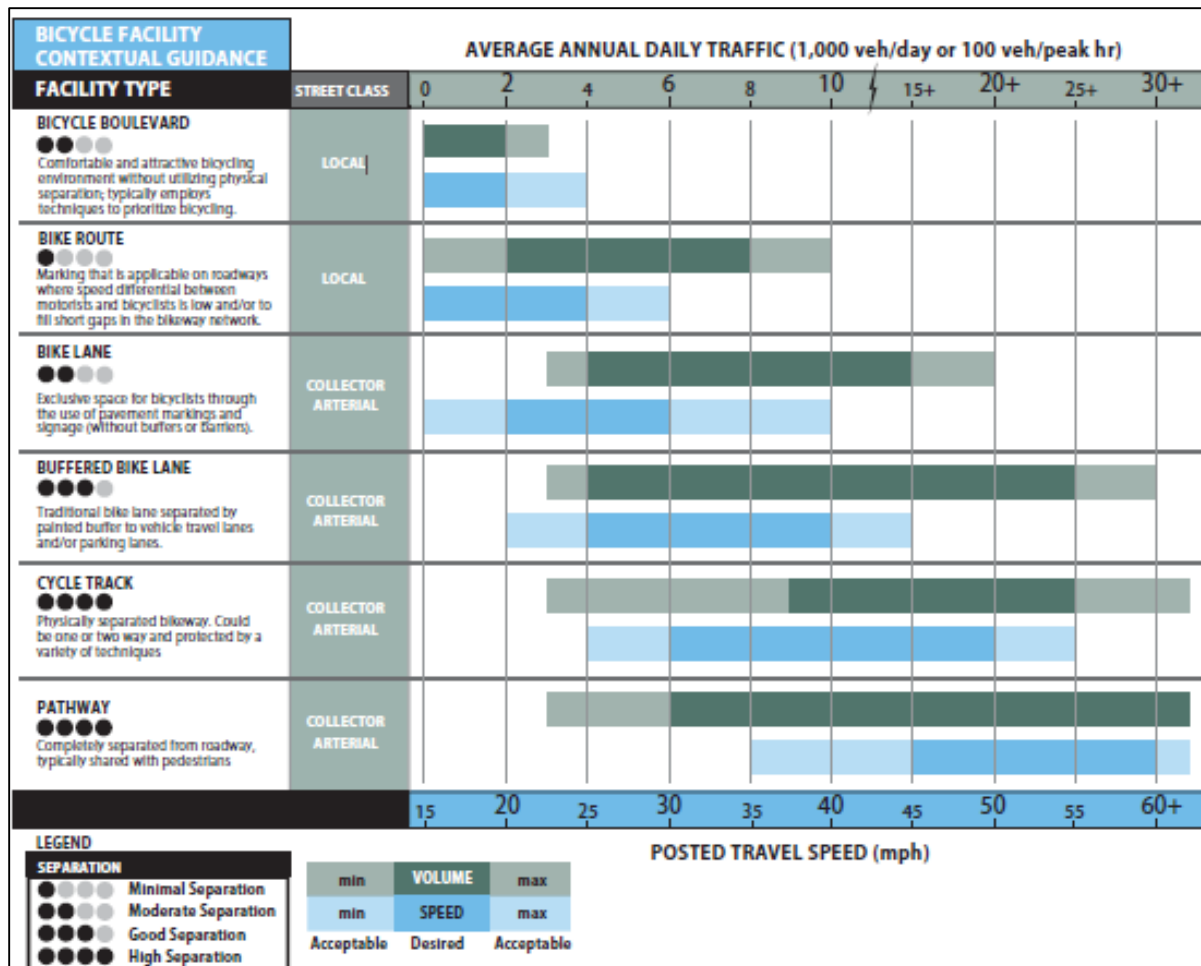 BICYCLE FACILITY
CONTEXTUAL GUIDANCE
AVERAGE ANNUAL DAILY TRAFFIC (1,000 veh/day or 100 veh/peak hr)
FACILITY TYPE STREET CLASS 0 2 4 6 8 10 15+ 20+ 25+ 30+
BICYCLE BOULEVARD
Comfortable and attractive bicycling
environment without utilizing physical
separation; typically employs
techniques to prioritize bicycling.
LOCAL
BIKE ROUTE
Marking that is applicable on roadways
where speed differential between
motorists and bicyclists is low and/or to
fill short gaps in the bikeway network.
LOCAL
BIKE LANE
Exclusive space for bicyclists through
the use of pavement markings and
signage (without buffers or barriers).
COLLECTOR
ARTERIAL
BUFFERED BIKE LANE
Traditional bike lane separated by
painted buffer to vehicle travel lanes
and/or parking lanes.
COLLECTOR
ARTERIAL
CYCLE TRACK
Physically separated bikeway. Could
be one or two way and protected by a
variety of techniques
COLLECTOR
ARTERIAL
PATHWAY
Completely separated from roadway,
typically shared with pedestrians
COLLECTOR
ARTERIAL
15 20 25 30 35 40 45 50 55 60+
POSTED TRAVEL SPEED (mph)
LEGEND
SEPARATION
Minimal Separation
Moderate Separation
Good Separation
High Separation
min VOLUME max
min SPEED max
Acceptable Desired Acceptable